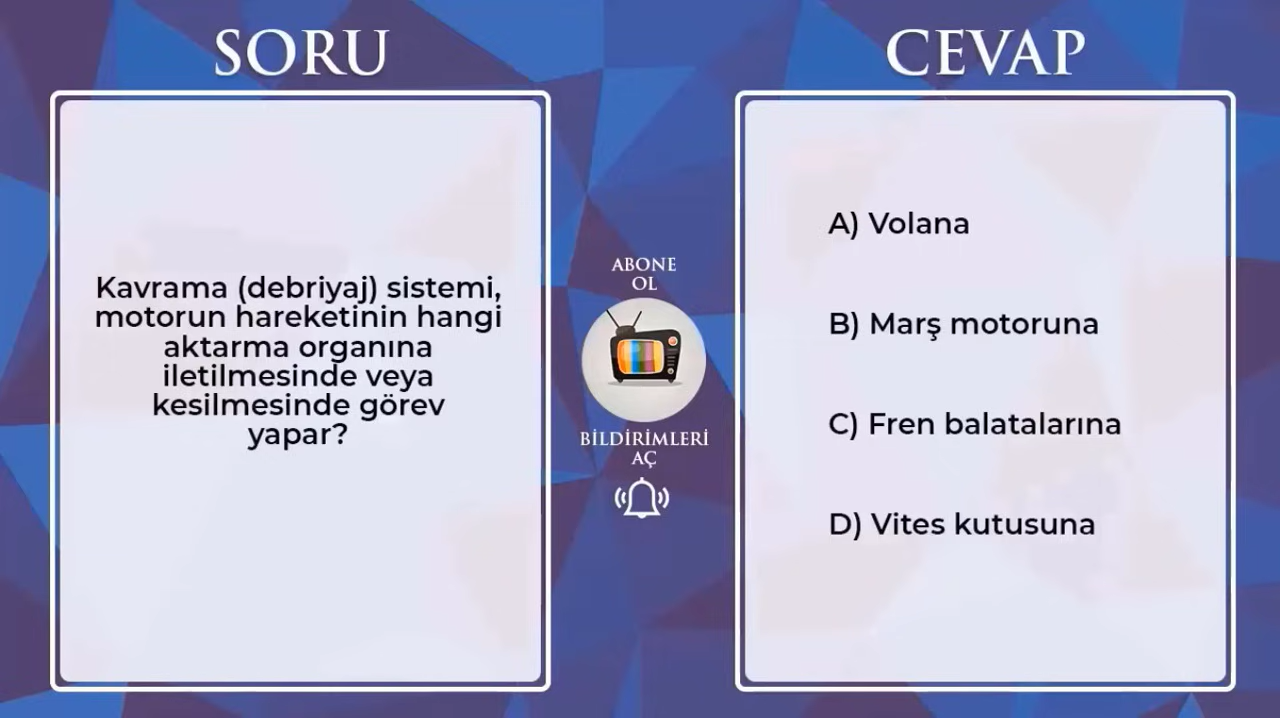 SORU
Kavrama (debriyaj) sistemi,
motorun hareketinin hangi
aktarma organına
iletilmesinde veya
kesilmesinde görev
yapar?
ABONE
OL
BİLDİRİMLERİ
AÇ
CEVAP
A) Volana
B) Marş motoruna
C) Fren balatalarına
D) Vites kutusuna